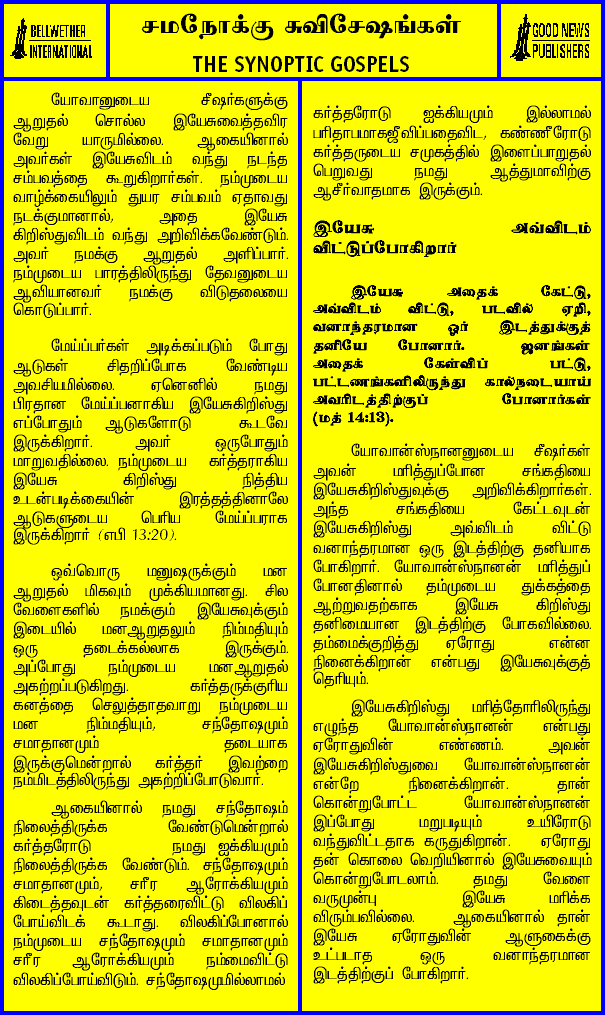 BELLWETHER
INTERNATIONAL
சமநோக்கு சுவிசேஷங்கள்
THE SYNOPTIC GOSPELS
GOOD NEWS
PUBLISHERS
யோவானுடைய சீஷர்களுக்கு
ஆறுதல் சொல்ல இயேசுவைத்தவிர
வேறு யாருமில்லை. ஆகையினால்
அவர்கள் இயேசுவிடம் வந்து நடந்த
சம்பவத்தை கூறுகிறார்கள். நம்முடைய
வாழ்க்கையிலும் துயர சம்பவம் ஏதாவது
நடக்குமானால், அதை இயேசு
கிறிஸ்துவிடம் வந்து அறிவிக்கவேண்டும்.
அவர் நமக்கு ஆறுதல் அளிப்பார்.
நம்முடைய பாரத்திலிருந்து தேவனுடைய
ஆவியானவர் நமக்கு விடுதலையை
கொடுப்பார்.
மேய்ப்பர்கள் அடிக்கப்படும் போது
ஆடுகள் சிதறிப்போக வேண்டிய
அவசியமில்லை. ஏனெனில் நமது
பிரதான மேய்ப்பனாகிய இயேசுகிறிஸ்து
எப்போதும் ஆடுகளோடு கூடவே
இருக்கிறார். அவர் ஒருபோதும்
மாறுவதில்லை. நம்முடைய கர்த்தராகிய
இயேசு கிறிஸ்து நித்திய
உடன்படிக்கையின் இரத்தத்தினாலே
ஆடுகளுடைய பெரிய மேய்ப்பராக
இருக்கிறார் (எபி 13:20).
ஒவ்வொரு மனுஷருக்கும் மன
ஆறுதல் மிகவும் முக்கியமானது. சில
வேளைகளில் நமக்கும் இயேசுவுக்கும்
இடையில் மனஆறுதலும் நிம்மதியும்
ஒரு தடைக்கல்லாக இருக்கும்.
அப்போது நம்முடைய மனஆறுதல்
அகற்றப்படுகிறது. கர்த்தருக்குரிய
கனத்தை செலுத்தாதவாறு நம்முடைய
மன நிம்மதியும், சந்தோஷமும்
சமாதானமும் தடையாக
இருக்குமென்றால் கர்த்தர் இவற்றை
நம்மிடத்திலிருந்து அகற்றிப்போடுவார்.
ஆகையினால் நமது சந்தோஷம்
நிலைத்திருக்க வேண்டுமென்றால்
கர்த்தரோடு நமது ஐக்கியமும்
நிலைத்திருக்க வேண்டும். சந்தோஷமும்
சமாதானமும், சரீர ஆரோக்கியமும்
கிடைத்தவுடன் கர்த்தரைவிட்டு விலகிப்
போய்விடக் கூடாது. விலகிப்போனால்
நம்முடைய சந்தோஷமும் சமாதானமும்
சரீர ஆரோக்கியமும் நம்மைவிட்டு
விலகிப்போய்விடும். சந்தோஷமுமில்லாமல்
கர்த்தரோடு ஐக்கியமும் இல்லாமல்
பரிதாபமாகஜீவிப்பதைவிட, கண்ணீரோடு
கர்த்தருடைய சமுகத்தில் இளைப்பாறுதல்
பெறுவது நமது ஆத்துமாவிற்கு
ஆசீர்வாதமாக இருக்கும்.
இயேசு அவ்விடம்
விட்டுப்போகிறார்
இயேசு அதைக் கேட்டு,
அவ்விடம் விட்டு, படவில் ஏறி,
வனாந்தரமான ஓர் இடத்துக்குத்
தனியே போனார். ஜனங்கள்
அதைக் கேள்விப் பட்டு,
பட்டணங்களிலிருந்து கால்நடையாய்
அவரிடத்திற்குப் போனார்கள்
(மத் 14:13).
யோவான்ஸ்நானனுடைய சீஷர்கள்
அவன் மரித்துப்போன சங்கதியை
இயேசுகிறிஸ்துவுக்கு அறிவிக்கிறார்கள்.
அந்த சங்கதியை கேட்டவுடன்
இயேசுகிறிஸ்து அவ்விடம் விட்டு
வனாந்தரமான ஒரு இடத்திற்கு தனியாக
போகிறார். யோவான்ஸ்நானன் மரித்துப்
போனதினால் தம்முடைய துக்கத்தை
ஆற்றுவதற்காக இயேசு கிறிஸ்து
தனிமையான இடத்திற்கு போகவில்லை.
தம்மைக்குறித்து ஏரோது என்ன
நினைக்கிறான் என்பது இயேசுவுக்குத்
தெரியும்.
இயேசுகிறிஸ்து மரித்தோரிலிருந்து
எழுந்த யோவான்ஸ்நானன் என்பது
ஏரோதுவின் எண்ணம். அவன்
இயேசுகிறிஸ்துவை யோவான்ஸ்நானன்
என்றே நினைக்கிறான். தான்
கொன்றுபோட்ட யோவான்ஸ்நானன்
இப்போது மறுபடியும் உயிரோடு
வந்துவிட்டதாக கருதுகிறான். ஏரோது
தன் கொலை வெறியினால் இயேசுவையும்
கொன்றுபோடலாம். தமது வேளை
வருமுன்பு இயேசு மரிக்க
விரும்பவில்லை. ஆகையினால் தான்
இயேசு ஏரோதுவின் ஆளுகைக்கு
உட்படாத ஒரு வனாந்தரமான
இடத்திற்குப் போகிறார்.